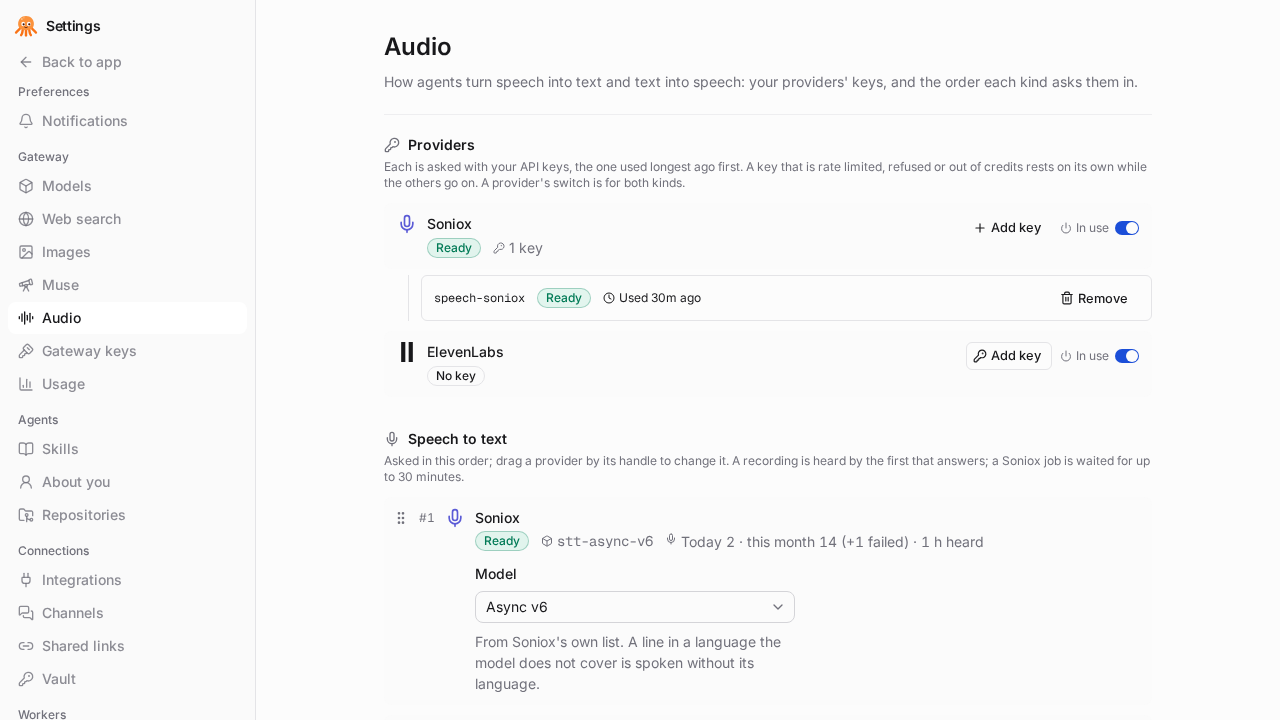 Settings
Back to app
Preferences
Notifications
Gateway
Models
Web search
Images
Muse
Audio
Gateway keys
Usage
Agents
Skills
About you
Repositories
Connections
Integrations
Channels
Shared links
Vault
Workers
Audio
How agents turn speech into text and text into speech: your providers' keys, and the order each kind asks them in.
Providers
Each is asked with your API keys, the one used longest ago first. A key that is rate limited, refused or out of credits rests on its own while
the others go on. A provider's switch is for both kinds.
Soniox
Add key
In use
Ready
1 key
speech-soniox
Ready
Used 30m ago
Remove
ElevenLabs
Add key
In use
No key
Speech to text
Asked in this order; drag a provider by its handle to change it. A recording is heard by the first that answers; a Soniox job is waited for up
to 30 minutes.
#1
Soniox
Ready
stt-async-v6
Today 2 · this month 14 (+1 failed) · 1 h heard
Model
Async v6
From Soniox's own list. A line in a language the
model does not cover is spoken without its
language.